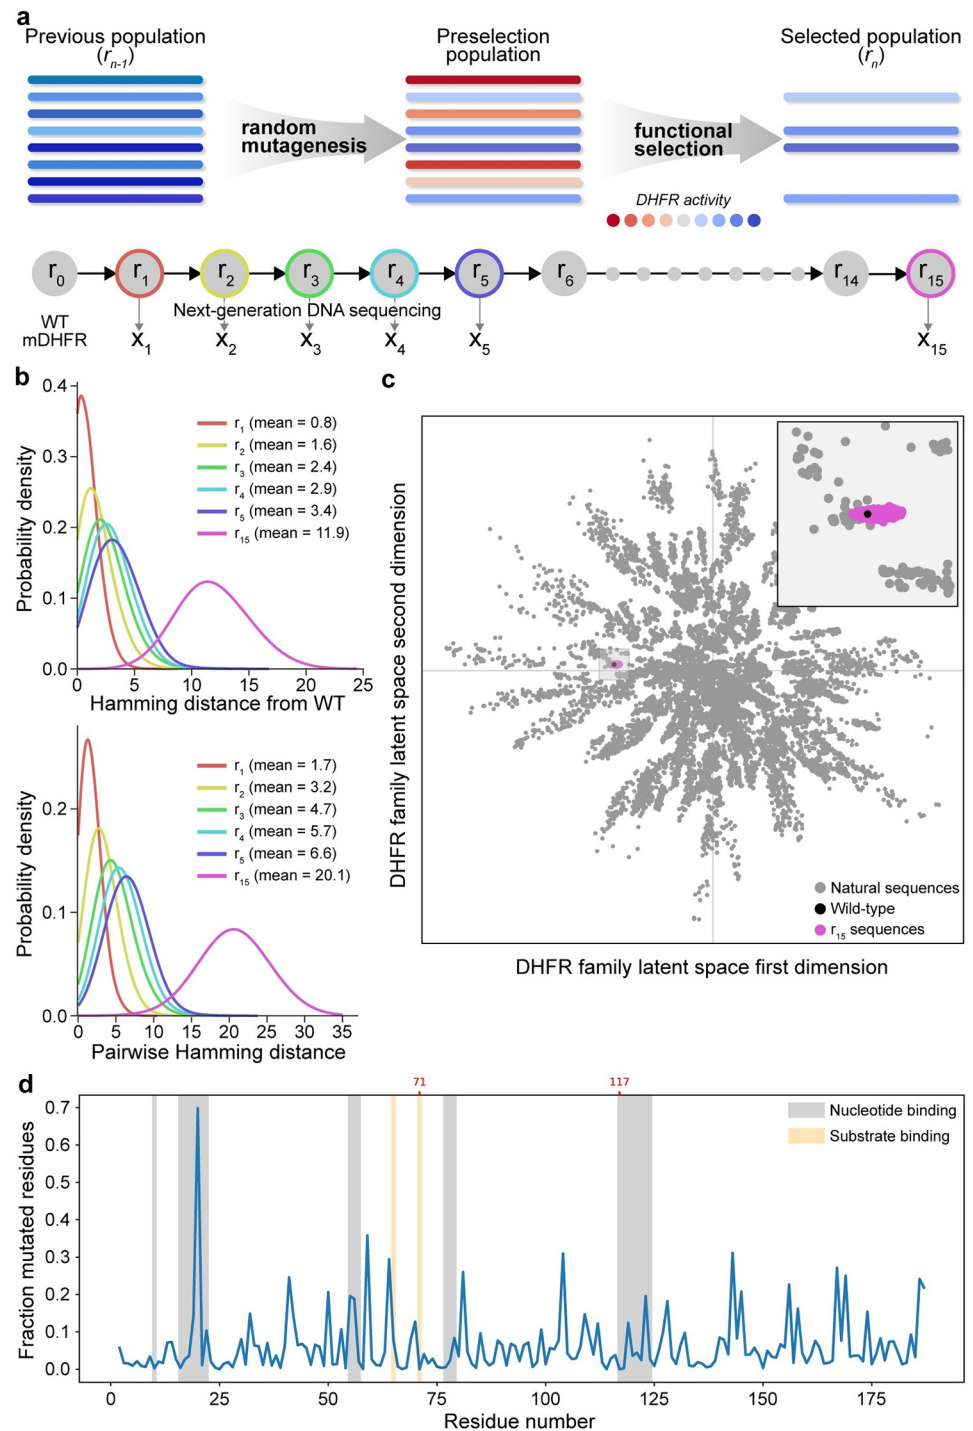 a
Previous population
(r n-1)
Preselection
population
Selected population
(r n)
random
mutagenesis
functional
selection
DHFR activity
r0
r1
r2
r3
r4
r5
r6
r14
r15
WT
mDHFR
Next-generation DNA sequencing
x1
x2
x3
x4
x5
x15
b
Probability density
0.4
0.3
0.2
0.1
0.0
r1 (mean = 0.8)
r2 (mean = 1.6)
r3 (mean = 2.4)
r4 (mean = 2.9)
r5 (mean = 3.4)
r15 (mean = 11.9)
0 5 10 15 20 25
Hamming distance from WT
Probability density
0.2
0.1
0.0
r1 (mean = 1.7)
r2 (mean = 3.2)
r3 (mean = 4.7)
r4 (mean = 5.7)
r5 (mean = 6.6)
r15 (mean = 20.1)
0 5 10 15 20 25 30 35
Pairwise Hamming distance
c
DHFR family latent space second dimension
Natural sequences
Wild-type
r15 sequences
DHFR family latent space first dimension
d
71 117
Fraction mutated residues
0.7
0.6
0.5
0.4
0.3
0.2
0.1
0.0
Nucleotide binding
Substrate binding
0 25 50 75 100 125 150 175
Residue number